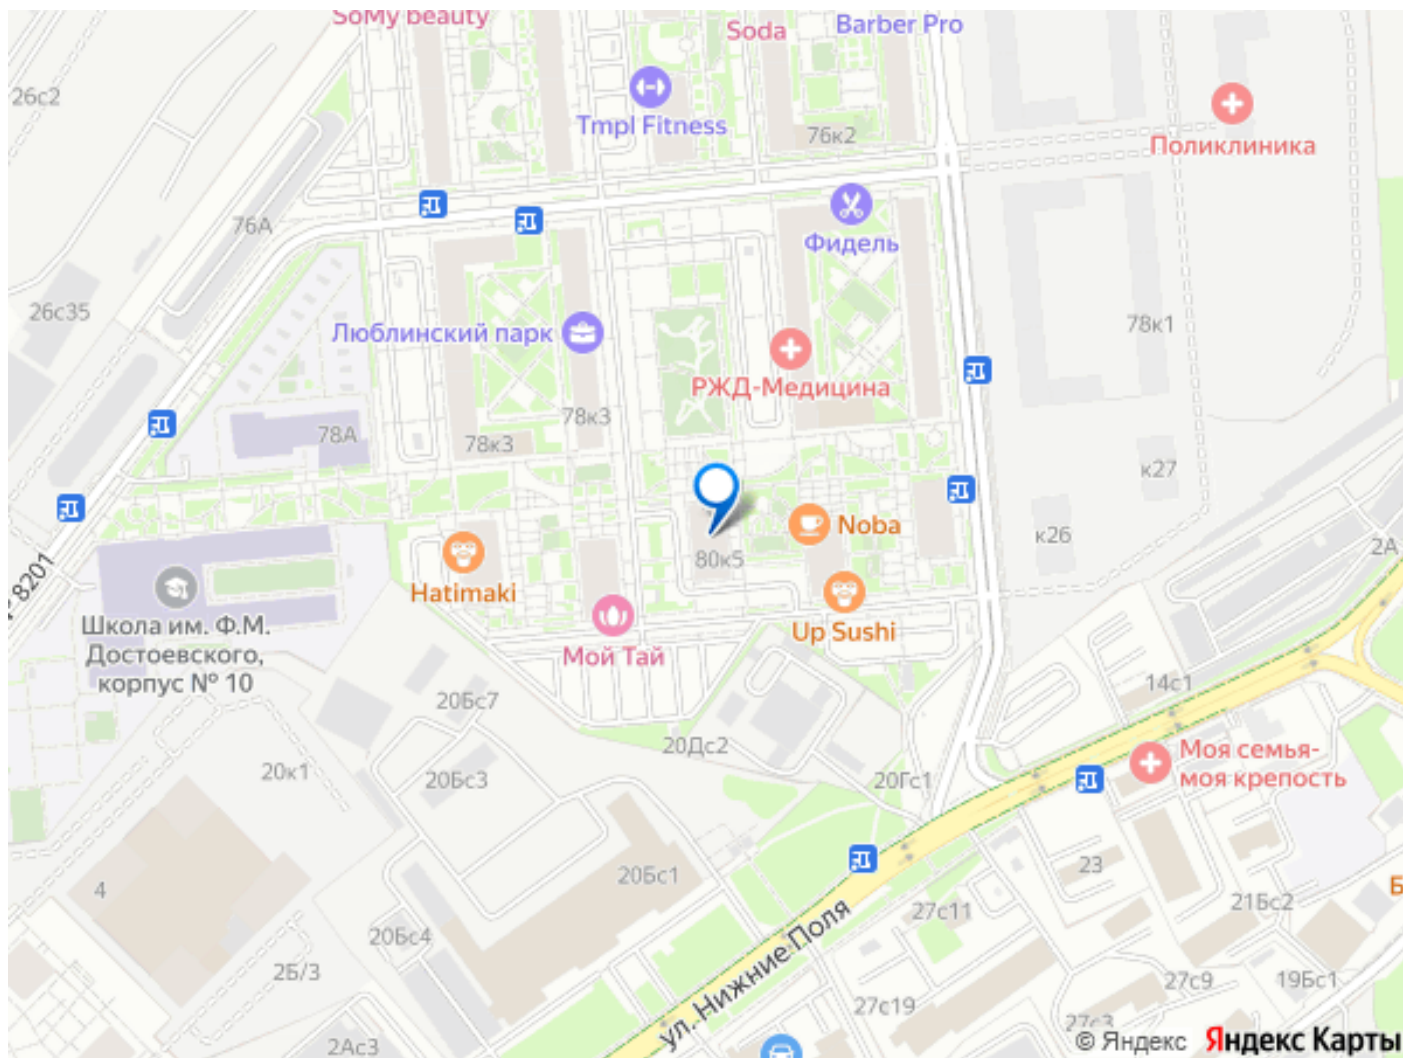 SoMy beauty
Soda
Barber Pro
26с2
Tmpl Fitness
76к2
Поликлиника
76А
Фидель
26с35
Люблинский парк
78к1
РЖД-Медицина
78к3
78А
78к3
к27
Noba
к26
80к5
2А
8201
Hatimaki
Школа им. Ф.М.
Достоевского,
корпус № 10
Мой Тай
Up Sushi
14с1
20Бс7
20Дс2
Моя семья-
моя крепость
20к1
20Бс3
20Гс1
4
20Бс1
23
21Бс2
Б
27с11
20Бс4
ул. Нижние Поля
2Б/3
27с9
19Бс1
27с19
27с3
2Ас3
© Яндекс Яндекс Карты